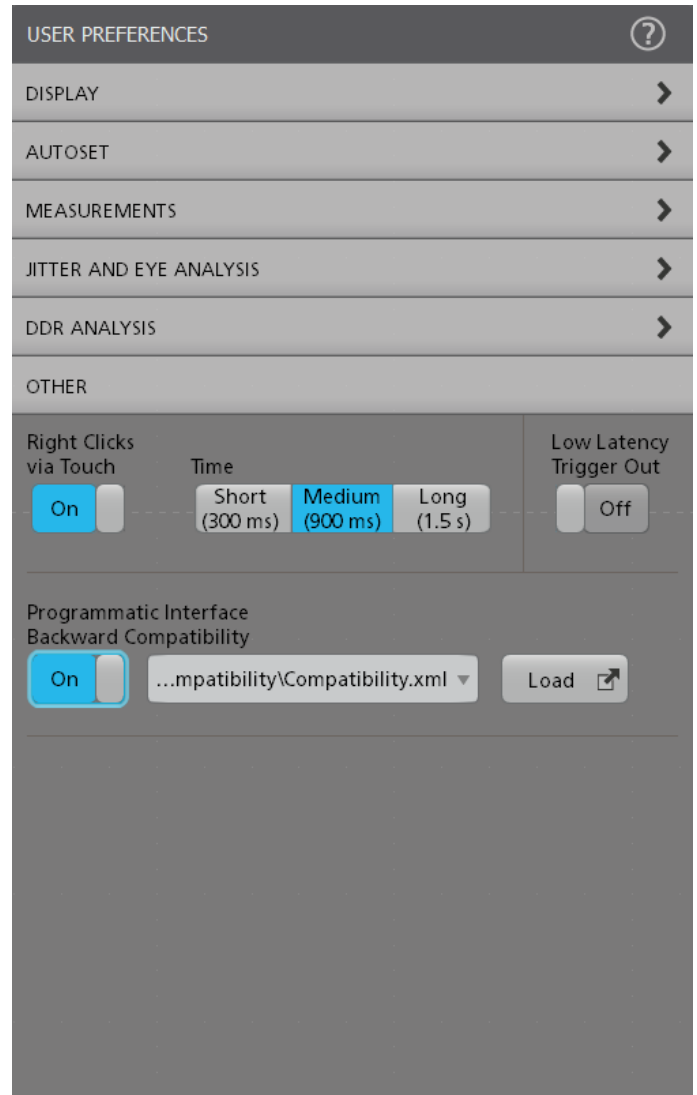 USER PREFERENCES
?
DISPLAY
AUTOSET
MEASUREMENTS
JITTER AND EYE ANALYSIS
DDR ANALYSIS
OTHER
Right Clicks
via Touch
On
Time
Short
(300 ms)
Medium
(900 ms)
Long
(1.5 s)
Low Latency
Trigger Out
Off
Programmatic Interface
Backward Compatibility
On
...mpatibility\Compatibility.xml
Load